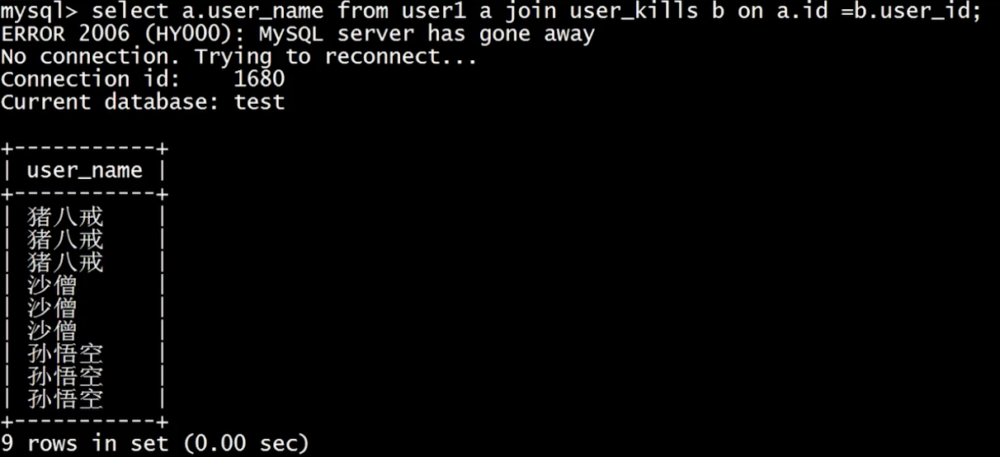 mysql> select a.user_name from user1 a join user_kills b on a.id =b.user_id;
ERROR 2006 (HY000): MySQL server has gone away
No connection. Trying to reconnect...
Connection id:    1680
Current database: test
+-----------+
| user_name |
+-----------+
| 猪八戒    |
| 猪八戒    |
| 猪八戒    |
| 沙僧      |
| 沙僧      |
| 沙僧      |
| 孙悟空    |
| 孙悟空    |
| 孙悟空    |
+-----------+
9 rows in set (0.00 sec)